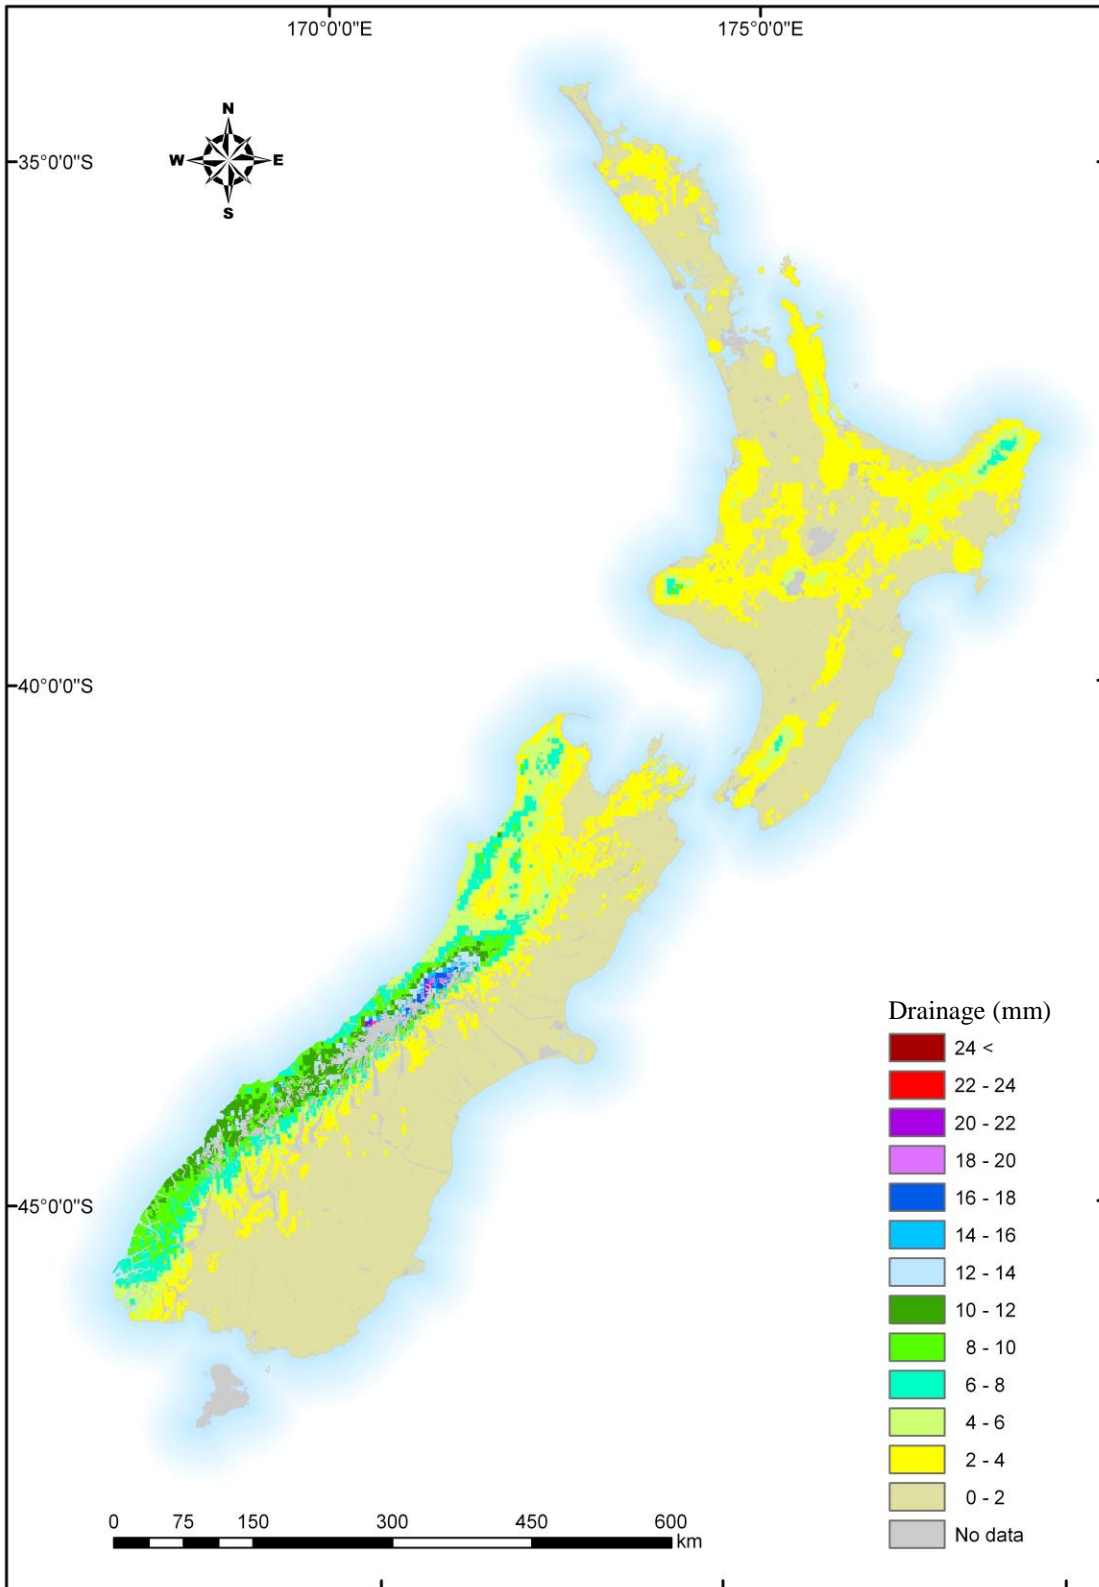 170°0'0"E 175°0'0"E
N
W E
S
35°0'0"S
40°0'0"S
45°0'0"S
Drainage (mm)
24 <
22 - 24
20 - 22
18 - 20
16 - 18
14 - 16
12 - 14
10 - 12
8 - 10
6 - 8
4 - 6
2 - 4
0 - 2
No data
0 75 150 300 450 600
km